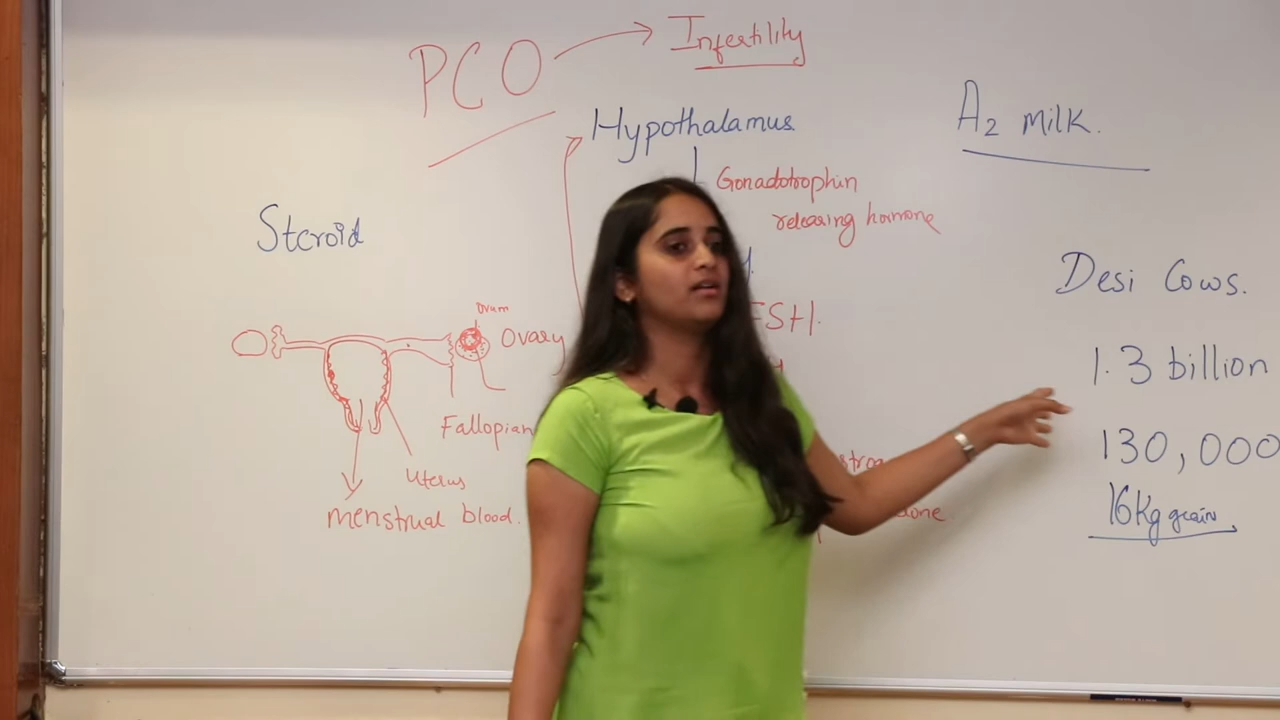 PCO
Infertility
Hypothalamus
Gonadotrophin
releasing hormone
A2 milk.
Steroid
Desi Cows.
FSH.
ovum
Ovary
1.3 billion
Fallopian
130,000
Uterus
menstrual blood.
16Kg grain